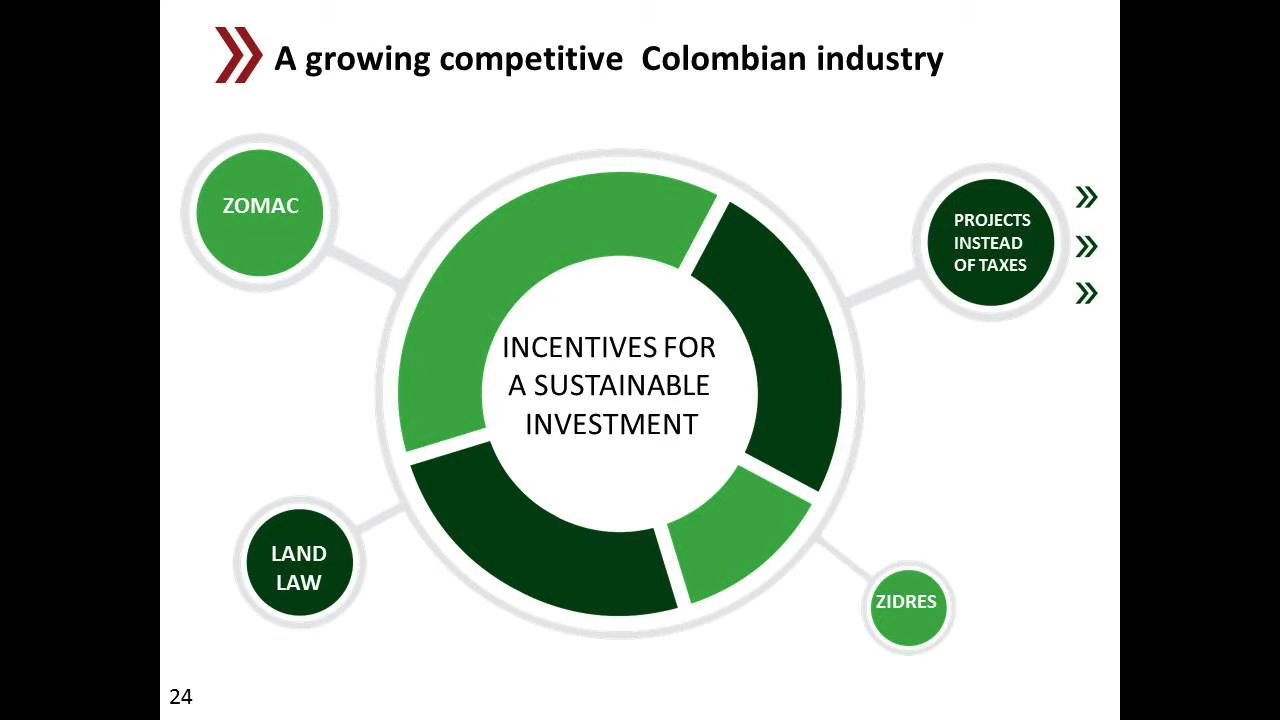 A growing competitive  Colombian industry
ZOMAC
PROJECTS
INSTEAD
OF TAXES
INCENTIVES FOR
A SUSTAINABLE
INVESTMENT
LAND
LAW
ZIDRES
24